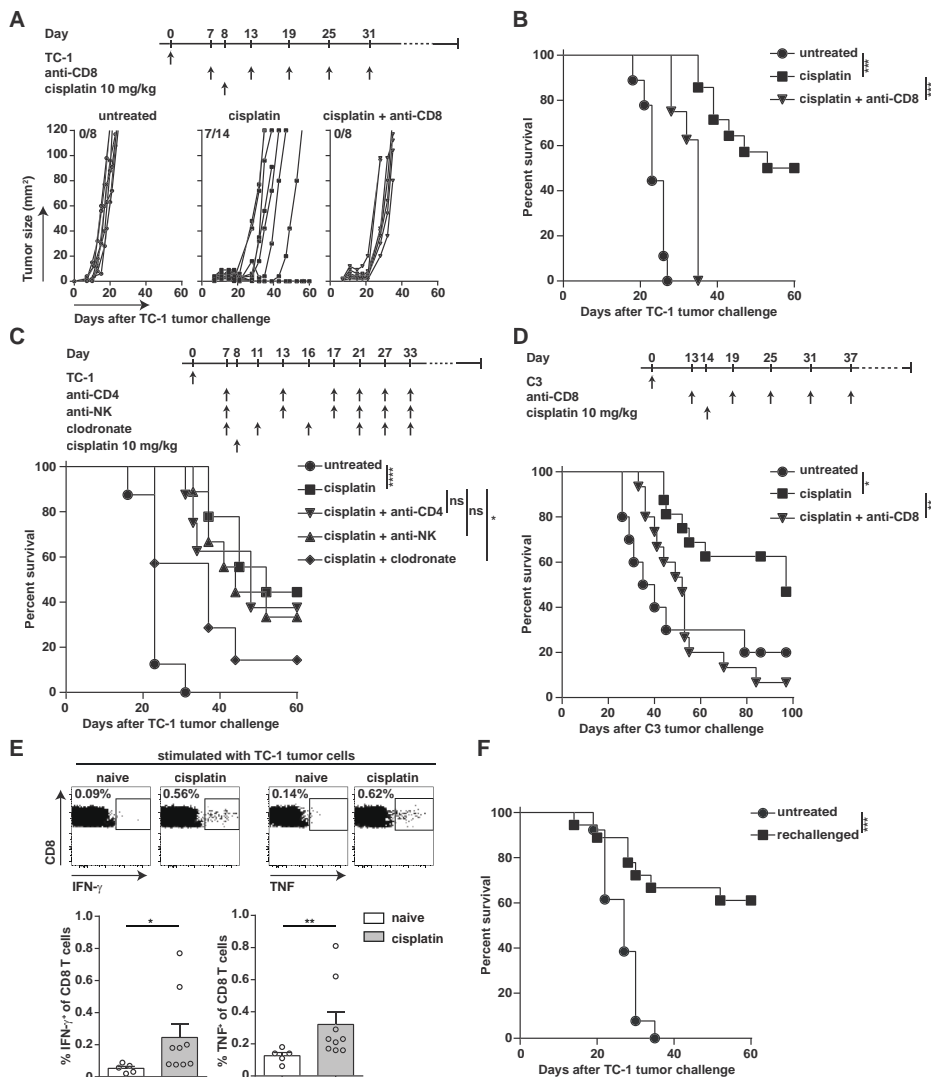 A
Day 0 7 8 13 19 25 31
TC-1
anti-CD8
cisplatin 10 mg/kg
untreated
cisplatin
cisplatin + anti-CD8
Tumor size (mm²)
120
100
80
60
40
20
0
0/8
7/14
0/8
0 20 40 60
0 20 40 60
0 20 40 60
Days after TC-1 tumor challenge
B
Percent survival
100
80
60
40
20
0
0 20 40 60
Days after TC-1 tumor challenge
untreated
cisplatin
cisplatin + anti-CD8
***
***
C
Day 0 7 8 11 13 16 17 21 27 33
TC-1
anti-CD4
anti-NK
clodronate
cisplatin 10 mg/kg
Percent survival
100
80
60
40
20
0
0 20 40 60
Days after TC-1 tumor challenge
untreated
cisplatin
cisplatin + anti-CD4
cisplatin + anti-NK
cisplatin + clodronate
****
ns
ns
*
D
Day 0 13 14 19 25 31 37
C3
anti-CD8
cisplatin 10 mg/kg
Percent survival
100
80
60
40
20
0
0 20 40 60 80 100
Days after C3 tumor challenge
untreated
cisplatin
cisplatin + anti-CD8
*
**
E
stimulated with TC-1 tumor cells
naive cisplatin naive cisplatin
0.09% 0.56% 0.14% 0.62%
CD8
IFN-γ
TNF
% IFN-γ⁺ of CD8 T cells
1.0
0.8
0.6
0.4
0.2
0
*
% TNF⁺ of CD8 T cells
1.0
0.8
0.6
0.4
0.2
0
**
naive
cisplatin
F
Percent survival
100
80
60
40
20
0
0 20 40 60
Days after TC-1 tumor challenge
untreated
rechallenged
***